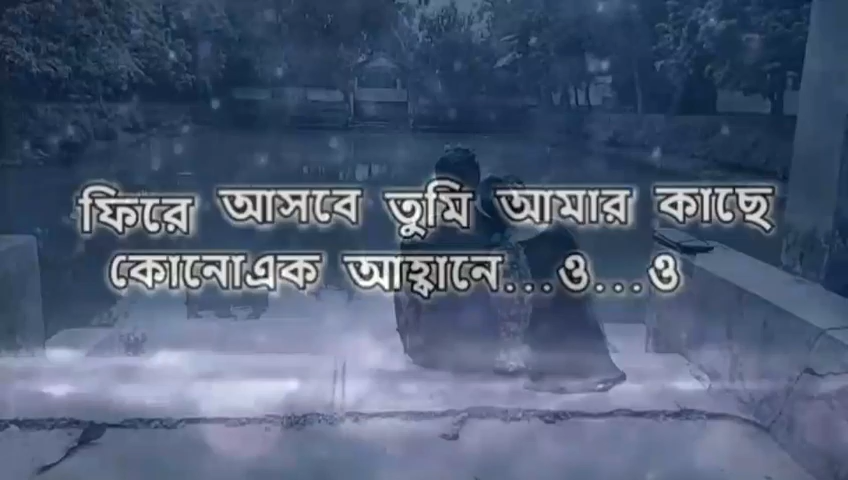 ফিরে আসবে তুমি আমার কাছে
কোনোএক আহ্বানে...ও...ও